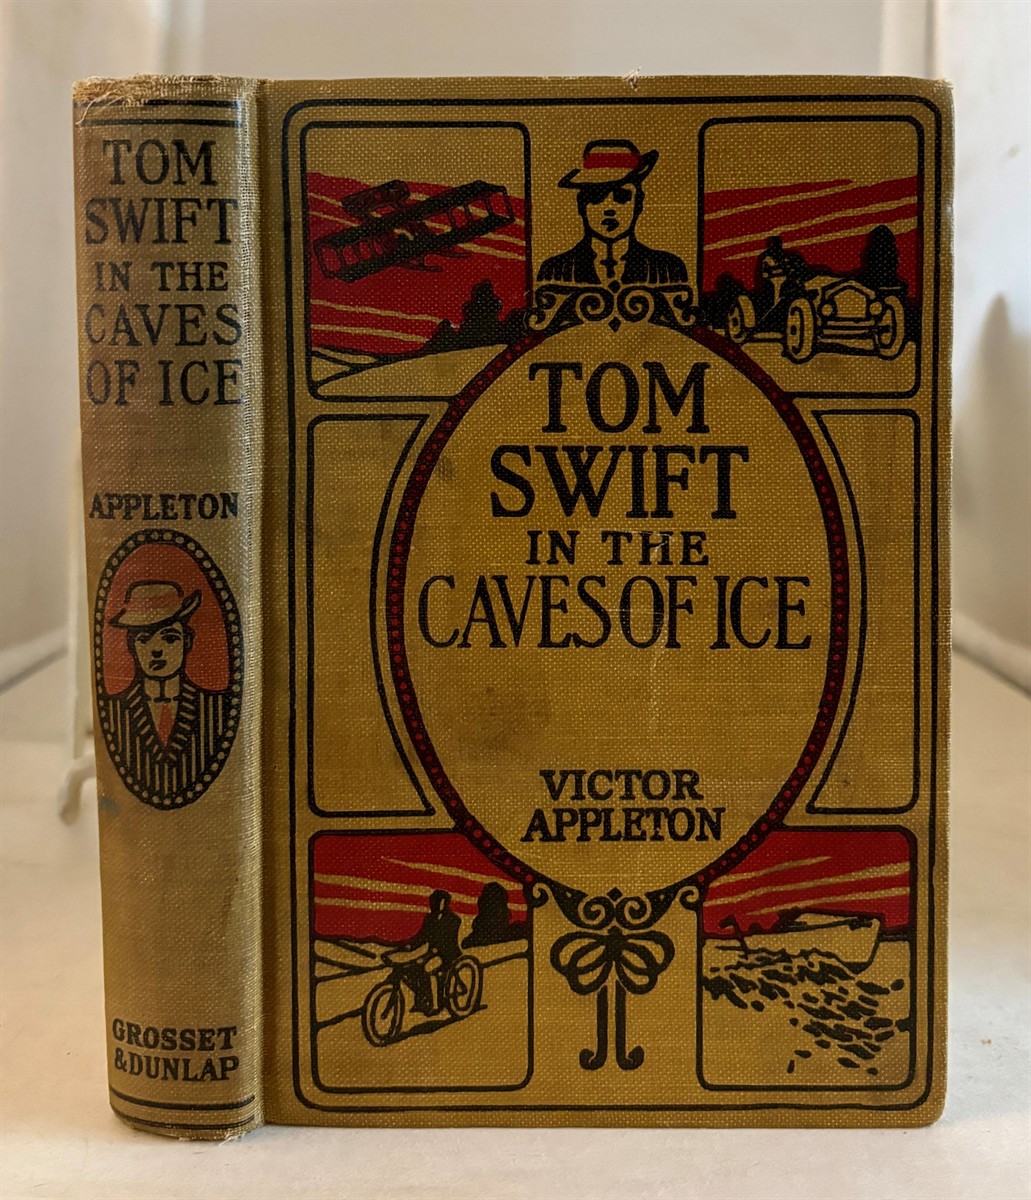 TOM
SWIFT
IN THE
CAVES
OF ICE
APPLETON
GROSSET
& DUNLAP
TOM
SWIFT
IN THE
CAVES OF ICE
VICTOR
APPLETON